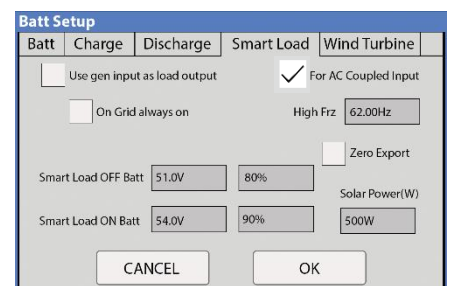 Batt Setup
Batt Charge Discharge Smart Load Wind Turbine
Use gen input as load output For AC Coupled Input
On Grid always on High Frz 62.00Hz
Zero Export
Smart Load OFF Batt 51.0V 80%
Solar Power(W)
Smart Load ON Batt 54.0V 90% 500W
CANCEL OK